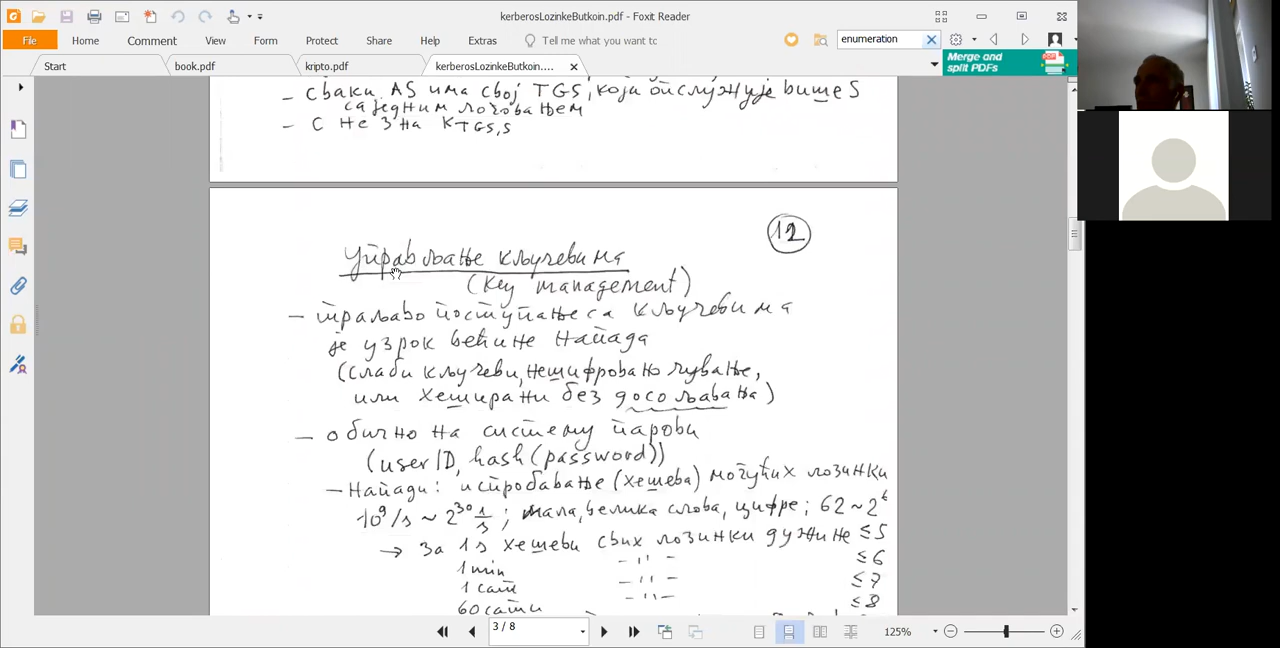 kerberosLozinkeButkoin.pdf - Foxit Reader
File Home Comment View Form Protect Share Help Extras Tell me what you want to enumeration
Start book.pdf kripto.pdf kerberosLozinkeButkoin....
Merge and
split PDFs
- сваки AS има свој TGS, који опслужује више S
са једним логовањем
- C не зна K TGS,S
12
Управљање кључевима
(Key management)
- траљаво поступање са кључевима
је узрок већине напада
(слаби кључеви, нешифровано чување,
или хеширани без досољавања)
- обично на систему парови
(userID, hash(password))
- Напади: испробавање (хешева) могућих лозинки
10⁹/s ~ 2³⁰ 1/s ; мала, велика слова, цифре; 62 ~ 2⁶
→ за 1s хешеви свих лозинки дужине ≤5
1 min -"- ≤6
1 сат -"- ≤7
60 сати -"- ≤8
3 / 8
125%